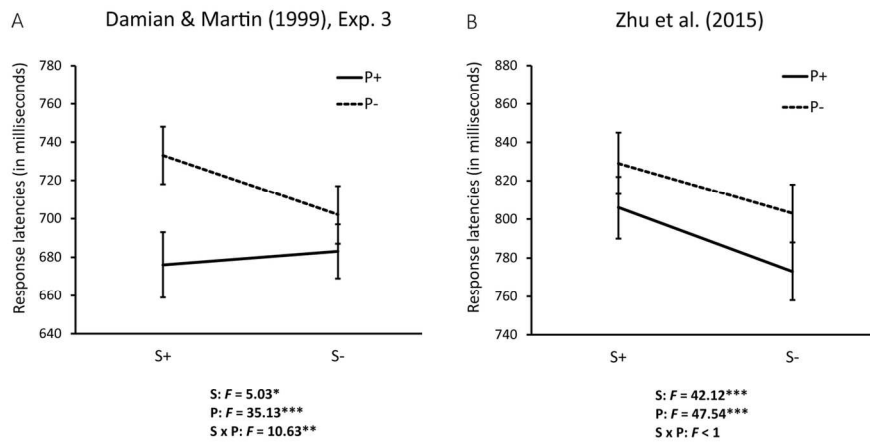 A
Damian & Martin (1999), Exp. 3
Response latencies (in milliseconds)
780
760
740
720
700
680
660
640
P+
P-
S+
S-
S: F = 5.03*
P: F = 35.13***
S x P: F = 10.63**
B
Zhu et al. (2015)
Response latencies (in milliseconds)
880
860
840
820
800
780
760
740
P+
P-
S+
S-
S: F = 42.12***
P: F = 47.54***
S x P: F < 1